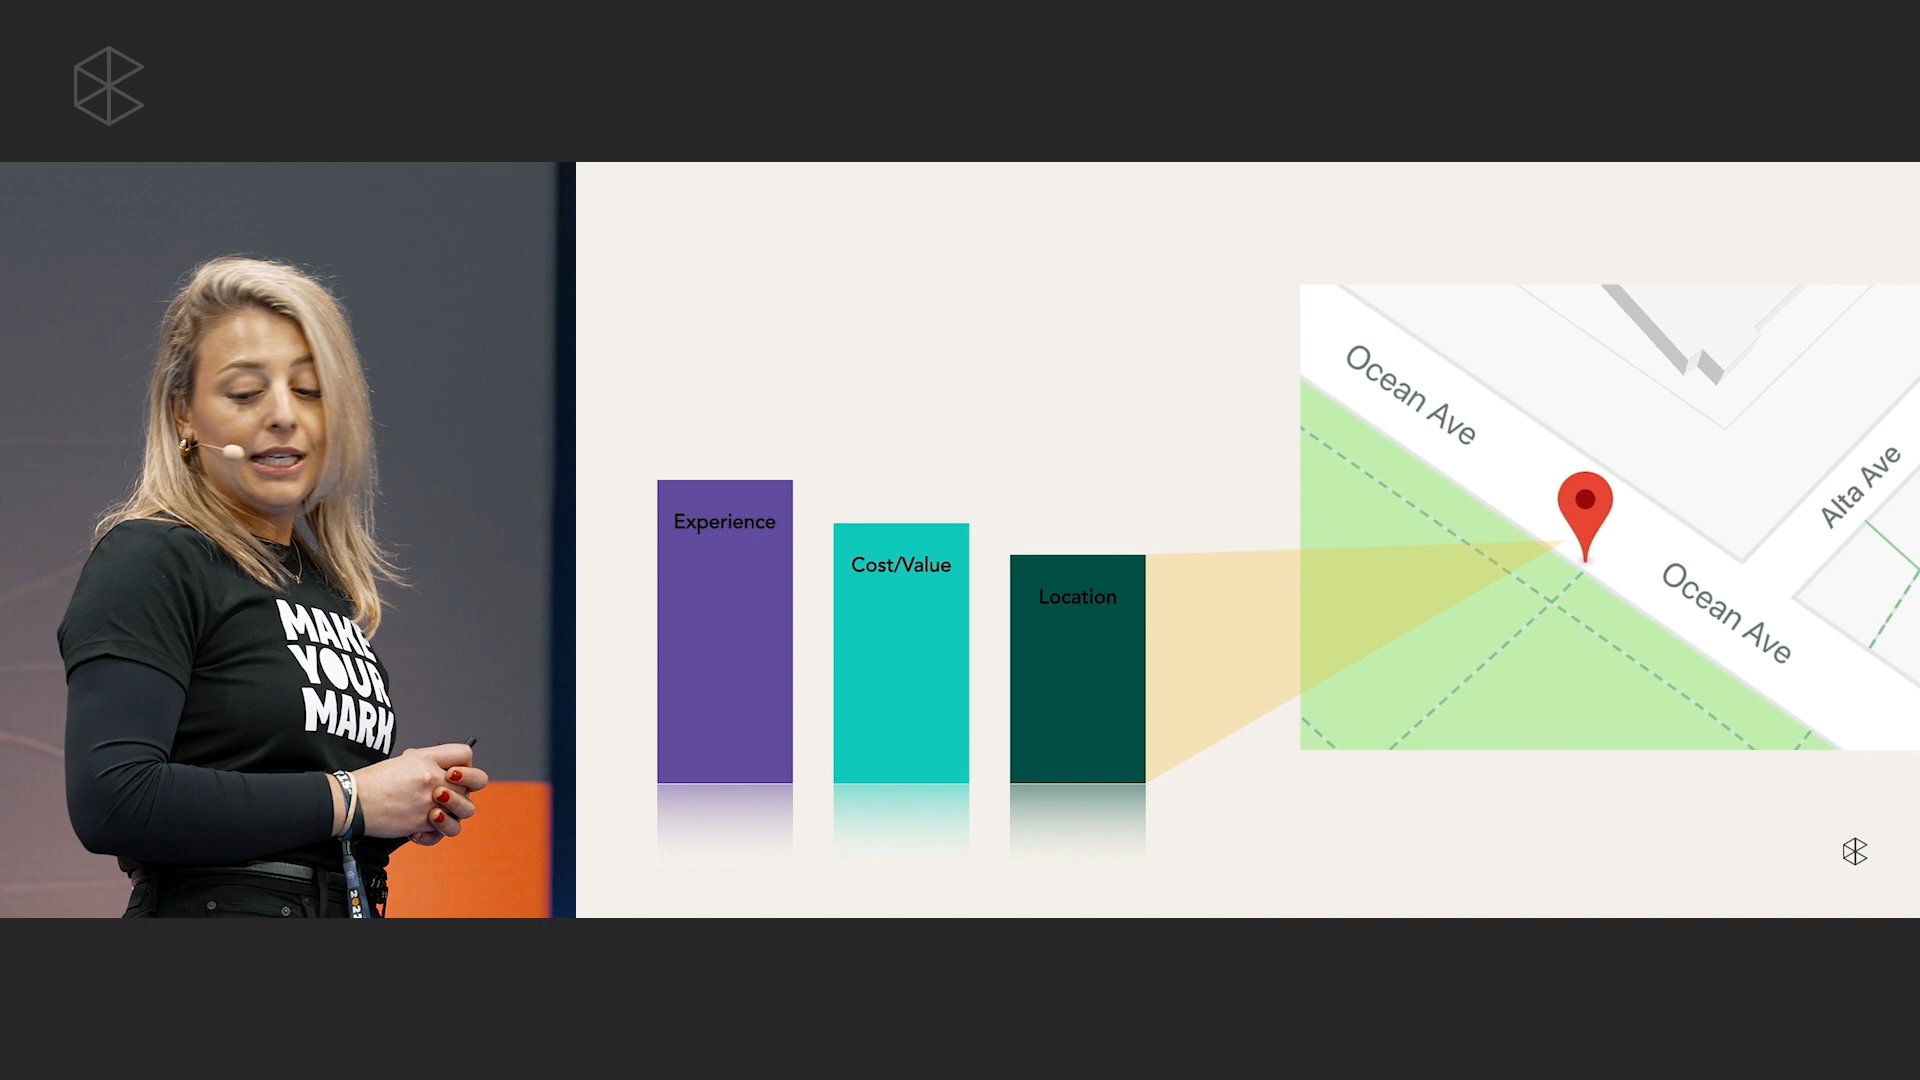 MAKE
YOUR
MARK
Experience
Cost/Value
Location
Ocean Ave
Alta Ave
Ocean Ave